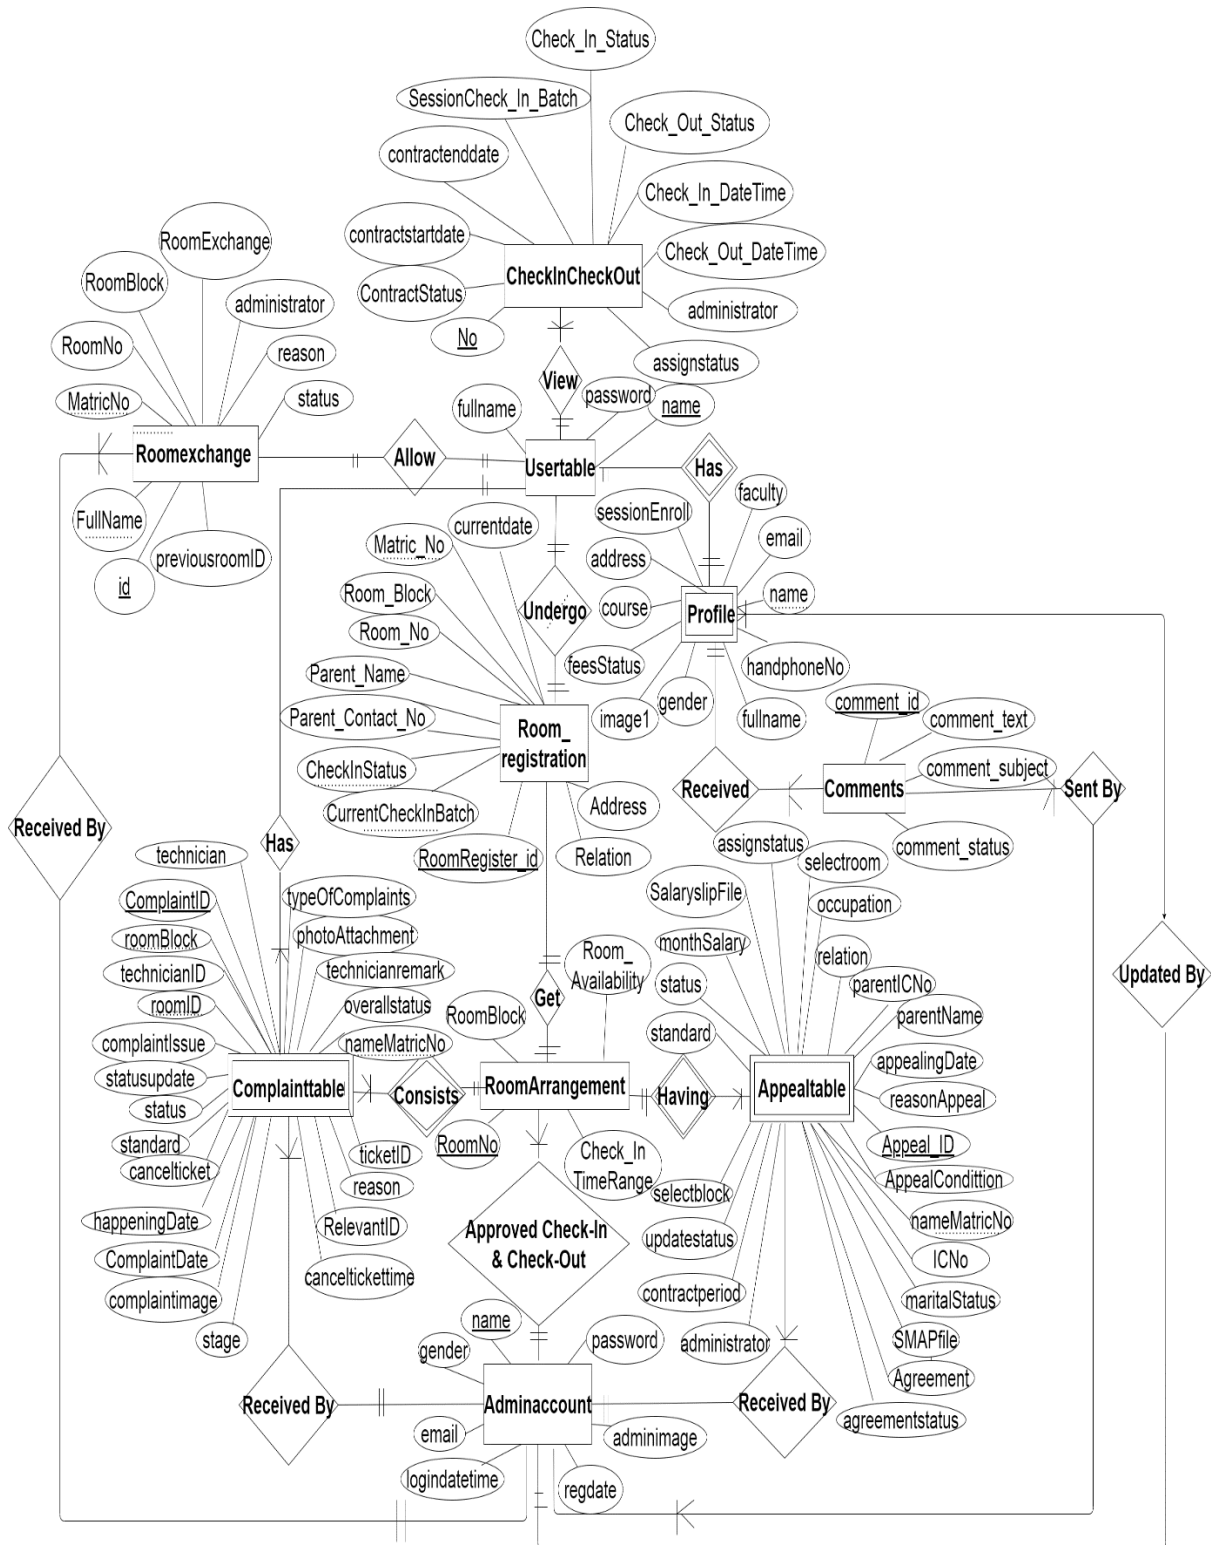 Check_In_Status
SessionCheck_In_Batch
Check_Out_Status
contractenddate
Check_In_DateTime
RoomExchange
contractstartdate
Check_Out_DateTime
CheckInCheckOut
RoomBlock
ContractStatus
administrator
administrator
No
RoomNo
reason
assignstatus
View
password
status
MatricNo
fullname
name
Roomexchange
Allow
Usertable
Has
faculty
sessionEnroll
FullName
currentdate
email
Matric_No
previousroomID
address
id
Room_Block
name
course
Undergo
Profile
Room_No
feesStatus
handphoneNo
Parent_Name
gender
comment_id
Parent_Contact_No
image1
fullname
comment_text
Room_
registration
CheckInStatus
comment_subject
Received
Comments
Sent By
CurrentCheckInBatch
Address
Received By
Has
assignstatus
comment_status
technician
RoomRegister_id
Relation
selectroom
typeOfComplaints
SalaryslipFile
ComplaintID
occupation
roomBlock
photoAttachment
monthSalary
Room_
Availability
relation
technicianID
technicianremark
status
parentICNo
Updated By
roomID
overallstatus
Get
RoomBlock
parentName
complaintIssue
nameMatricNo
standard
appealingDate
statusupdate
Complainttable
Consists
RoomArrangement
Having
Appealtable
reasonAppeal
status
standard
RoomNo
Appeal_ID
cancelticket
ticketID
Check_In
TimeRange
AppealCondition
reason
selectblock
happeningDate
RelevantID
Approved Check-In
& Check-Out
updatestatus
nameMatricNo
ComplaintDate
ICNo
canceltickettime
contractperiod
complaintimage
maritalStatus
name
stage
gender
password
administrator
SMAPfile
Agreement
Received By
Adminaccount
Received By
agreementstatus
email
adminimage
logindatetime
regdate